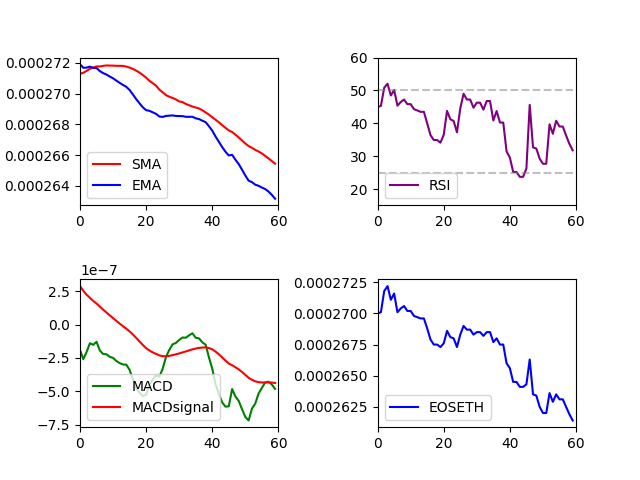 0.000272
0.000270
0.000268
0.000266
0.000264
SMA
EMA
0 20 40 60
60
50
40
30
20
RSI
0 20 40 60
1e−7
2.5
0.0
−2.5
−5.0
−7.5
MACD
MACDsignal
0 20 40 60
0.0002725
0.0002700
0.0002675
0.0002650
0.0002625
EOSETH
0 20 40 60